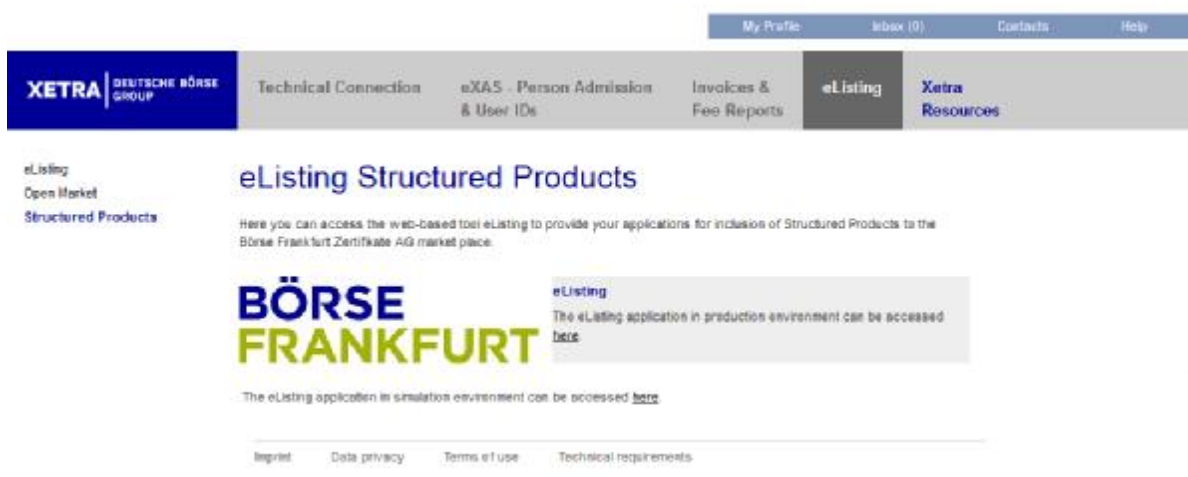 My Profile Inbox (0) Contacts Help
XETRA DEUTSCHE BÖRSE
GROUP
Technical Connection eXAS - Person Admission
& User IDs
Invoices &
Fee Reports
eListing Xetra
Resources
eListing
Open Market
Structured Products
eListing Structured Products
Here you can access the web-based tool eListing to provide your applications for inclusion of Structured Products to the
Börse Frankfurt Zertifikate AG market place.
BÖRSE
FRANKFURT
eListing
The eListing application in production environment can be accessed
here.
The eListing application in simulation environment can be accessed here.
Imprint Data privacy Terms of use Technical requirements